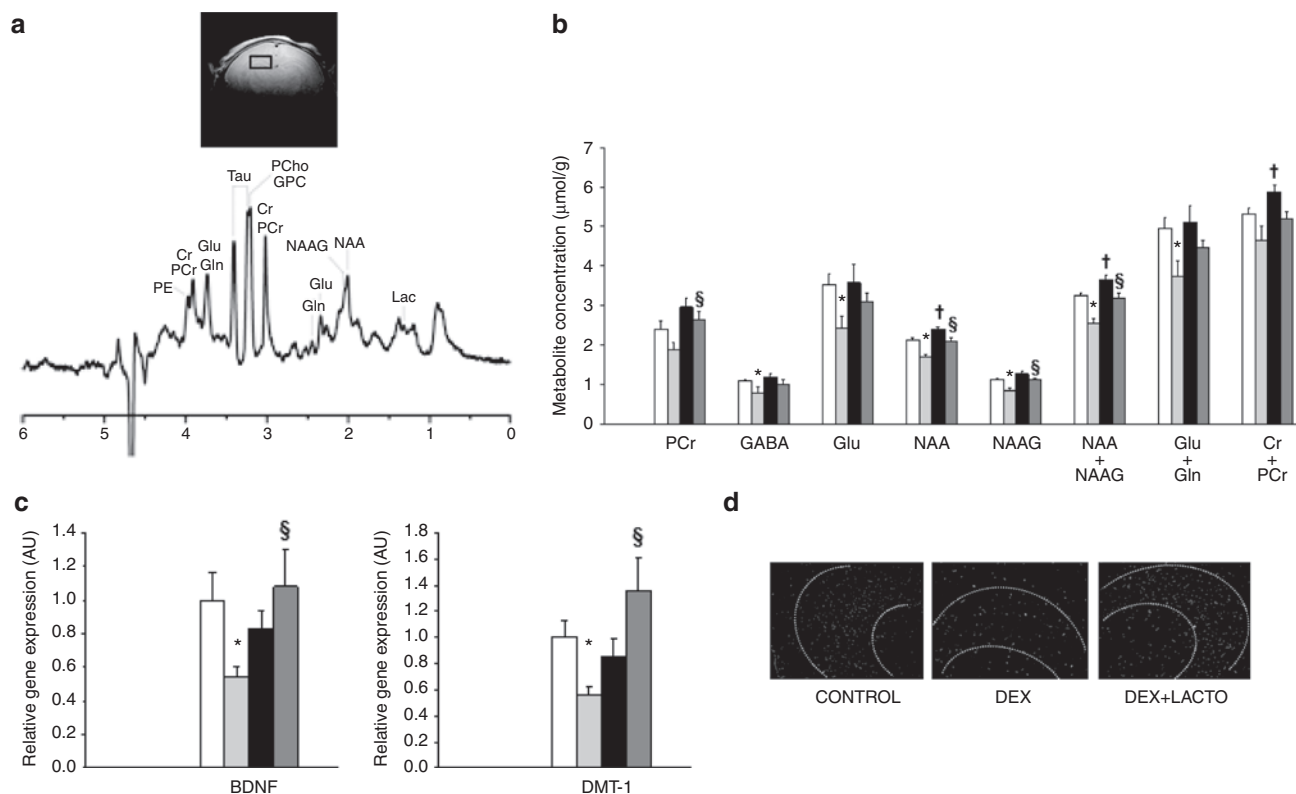 a
Tau
PCho
GPC
Cr
PCr
Glu
Gln
Cr
PCr
PE
NAAG
NAA
Glu
Gln
Lac
6 5 4 3 2 1 0
b
Metabolite concentration (μmol/g)
7
6
5
4
3
2
1
0
§
*
*
*
†
§
*
§
*
†
§
*
†
PCr GABA Glu NAA NAAG NAA + NAAG Glu + Gln Cr + PCr
c
Relative gene expression (AU)
1.4
1.2
1.0
0.8
0.6
0.4
0.2
0.0
*
§
BDNF
Relative gene expression (AU)
1.8
1.6
1.4
1.2
1.0
0.8
0.6
0.4
0.2
0.0
*
§
DMT-1
d
CONTROL DEX DEX+LACTO